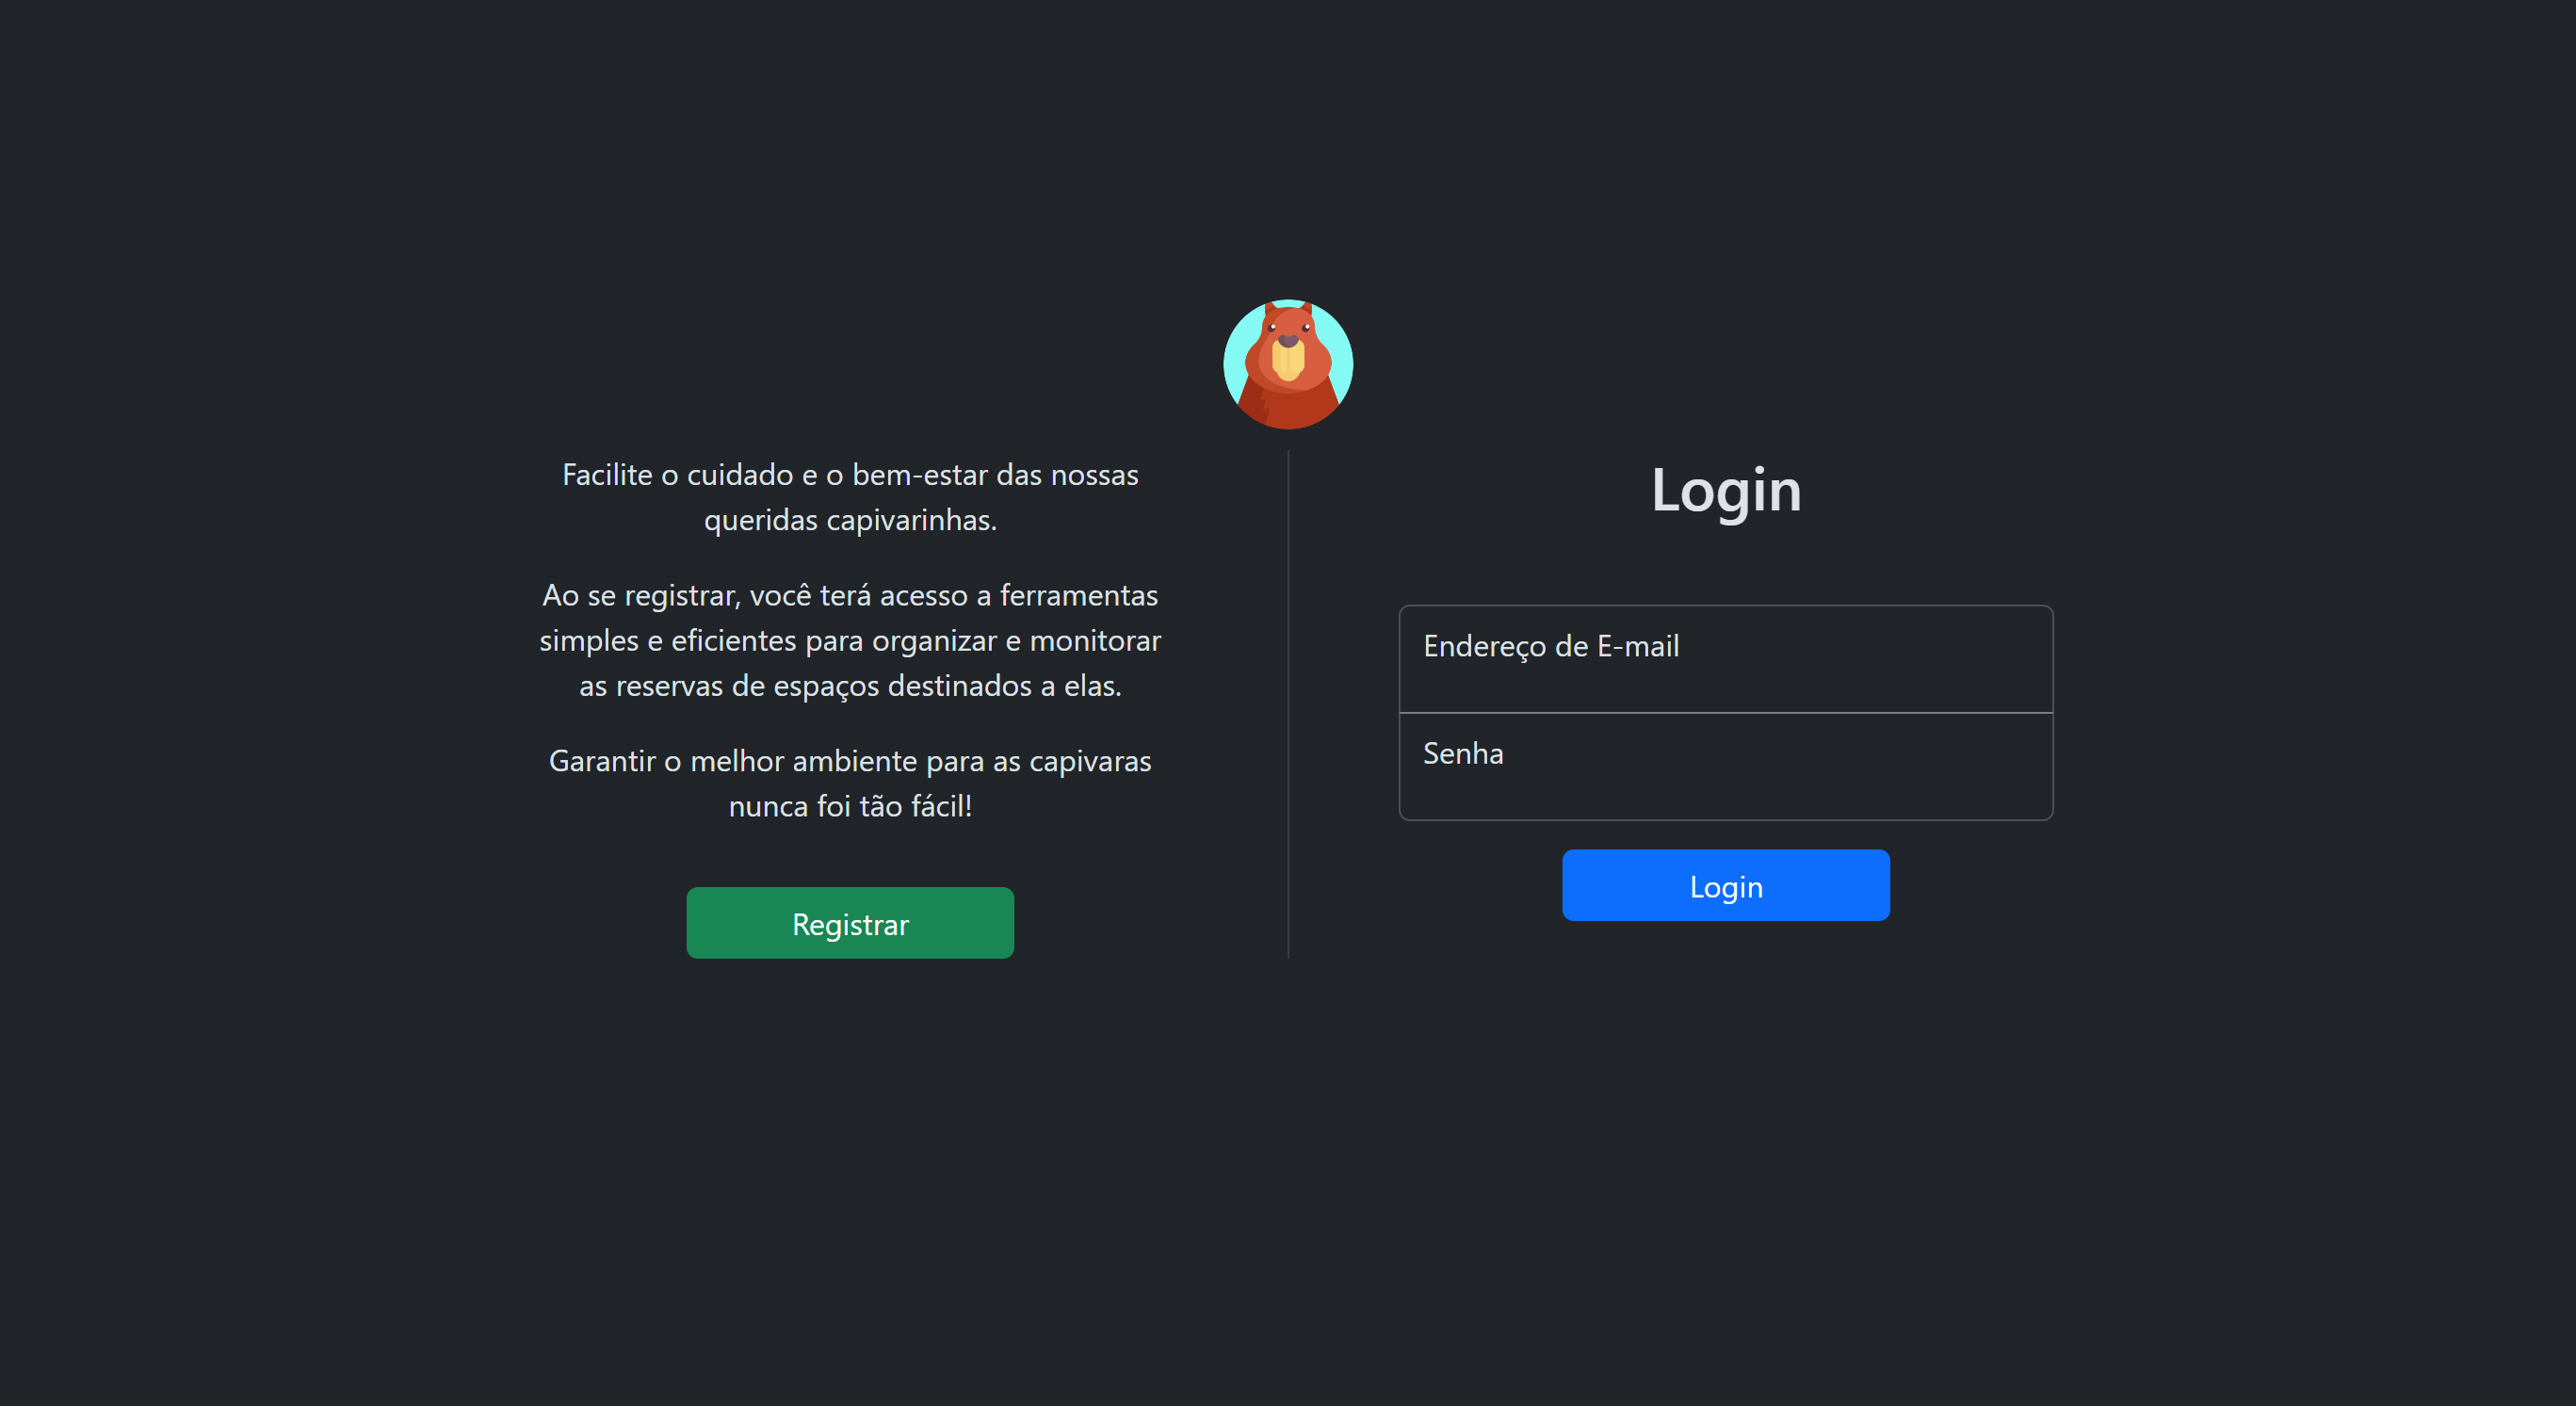 Facilite o cuidado e o bem-estar das nossas
queridas capivarinhas.
Ao se registrar, você terá acesso a ferramentas
simples e eficientes para organizar e monitorar
as reservas de espaços destinados a elas.
Garantir o melhor ambiente para as capivaras
nunca foi tão fácil!
Registrar
Login
Endereço de E-mail
Senha
Login